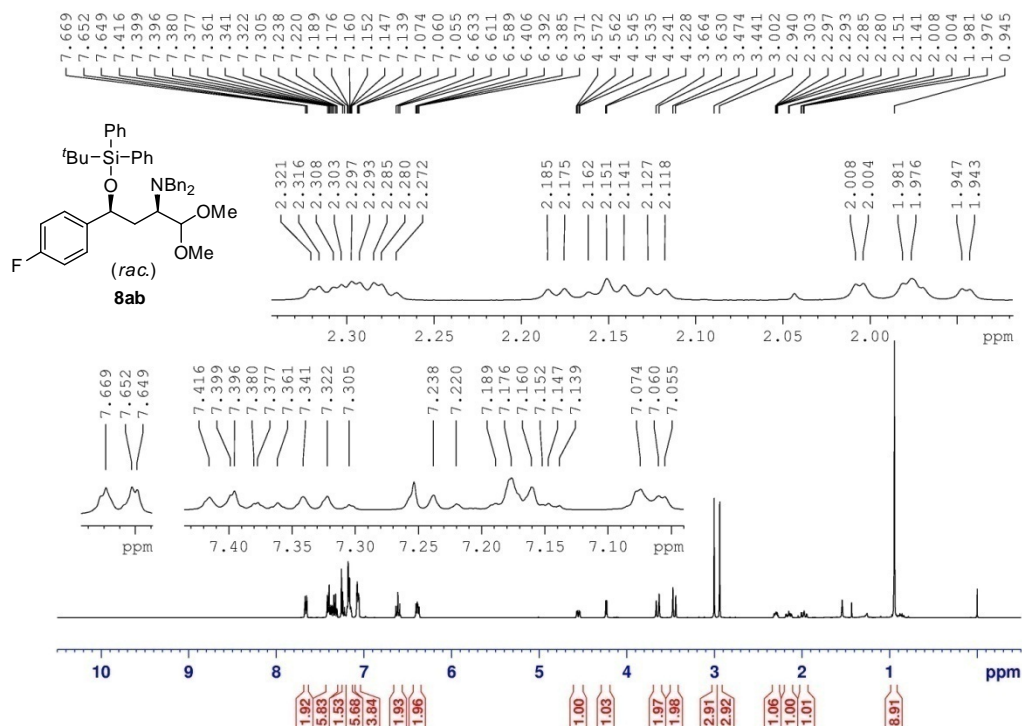 7.669 7.652 7.649 7.416 7.399 7.396 7.380 7.377 7.361 7.341 7.322 7.305 7.238 7.220 7.189 7.176 7.160 7.152 7.147 7.139 7.074 7.060 7.055 6.633 6.611 6.589 6.406 6.392 6.385 6.371 4.572 4.562 4.545 4.535 4.241 4.228 3.664 3.630 3.474 3.441 3.002 2.940 2.303 2.297 2.293 2.285 2.280 2.151 2.141 2.008 2.004 1.981 1.976 0.945
Ph
tBu Si Ph
O NBn2
OMe
F OMe
(rac.)
8ab
2.321 2.316 2.308 2.303 2.297 2.293 2.285 2.280 2.272 2.185 2.175 2.162 2.151 2.141 2.127 2.118 2.008 2.004 1.981 1.976 1.947 1.943
2.30 2.25 2.20 2.15 2.10 2.05 2.00 ppm
7.669 7.652 7.649 7.416 7.399 7.396 7.380 7.377 7.361 7.341 7.322 7.305 7.238 7.220 7.189 7.176 7.160 7.152 7.147 7.139 7.074 7.060 7.055
ppm 7.40 7.35 7.30 7.25 7.20 7.15 7.10 ppm
10 9 8 7 6 5 4 3 2 1 ppm
1.92 5.83 1.53 5.68 3.84 1.93 1.96 1.00 1.03 1.97 1.98 2.91 2.92 1.06 1.00 1.01 8.91